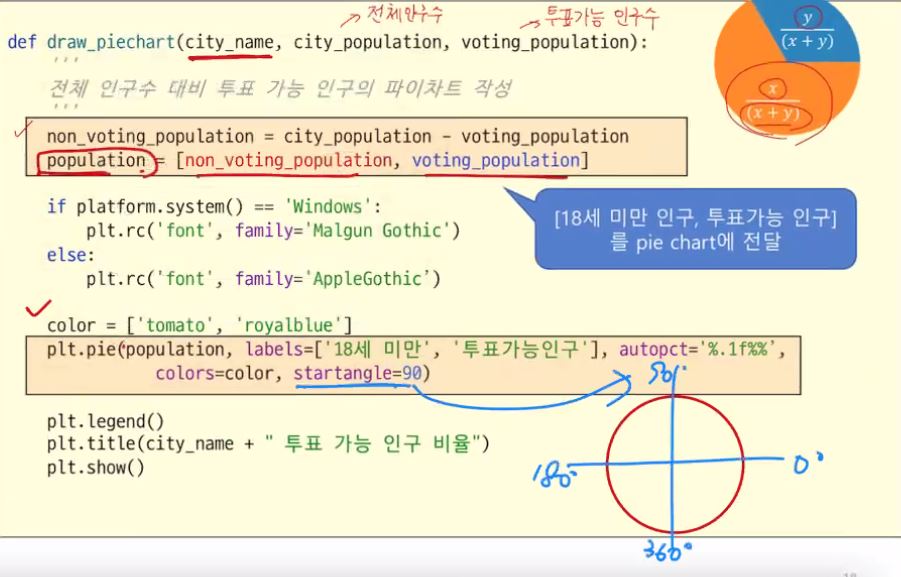 전체인구수
투표가능 인구수
def draw_piechart(city_name, city_population, voting_population):
'''
전체 인구수 대비 투표 가능 인구의 파이차트 작성
'''
y
(x + y)
x
(x + y)
non_voting_population = city_population - voting_population
population = [non_voting_population, voting_population]
[18세 미만 인구, 투표가능 인구]
를 pie chart에 전달
if platform.system() == 'Windows':
plt.rc('font', family='Malgun Gothic')
else:
plt.rc('font', family='AppleGothic’)
color = ['tomato', 'royalblue']
plt.pie(population, labels=['18세 미만', '투표가능인구'], autopct='%.1f%%’,
colors=color, startangle=90)
90°
plt.legend()
plt.title(city_name + " 투표 가능 인구 비율")
plt.show()
180°
0°
360°